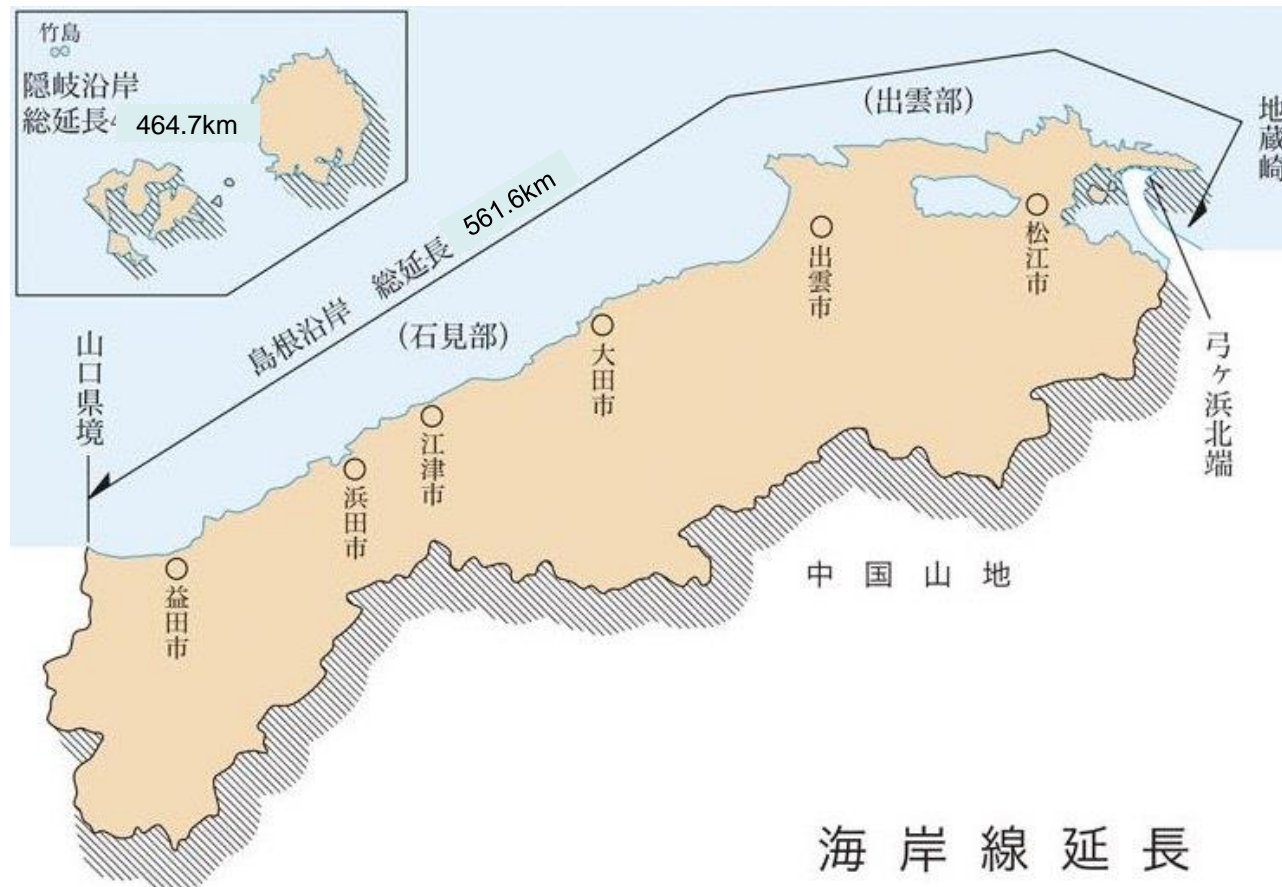 竹島
隠岐沿岸
総延長 464.7km
(出雲部)
地蔵崎
島根沿岸 総延長 561.6km
(石見部)
山口県境
松江市
出雲市
大田市
江津市
浜田市
益田市
弓ヶ浜北端
中国山地
海岸線延長